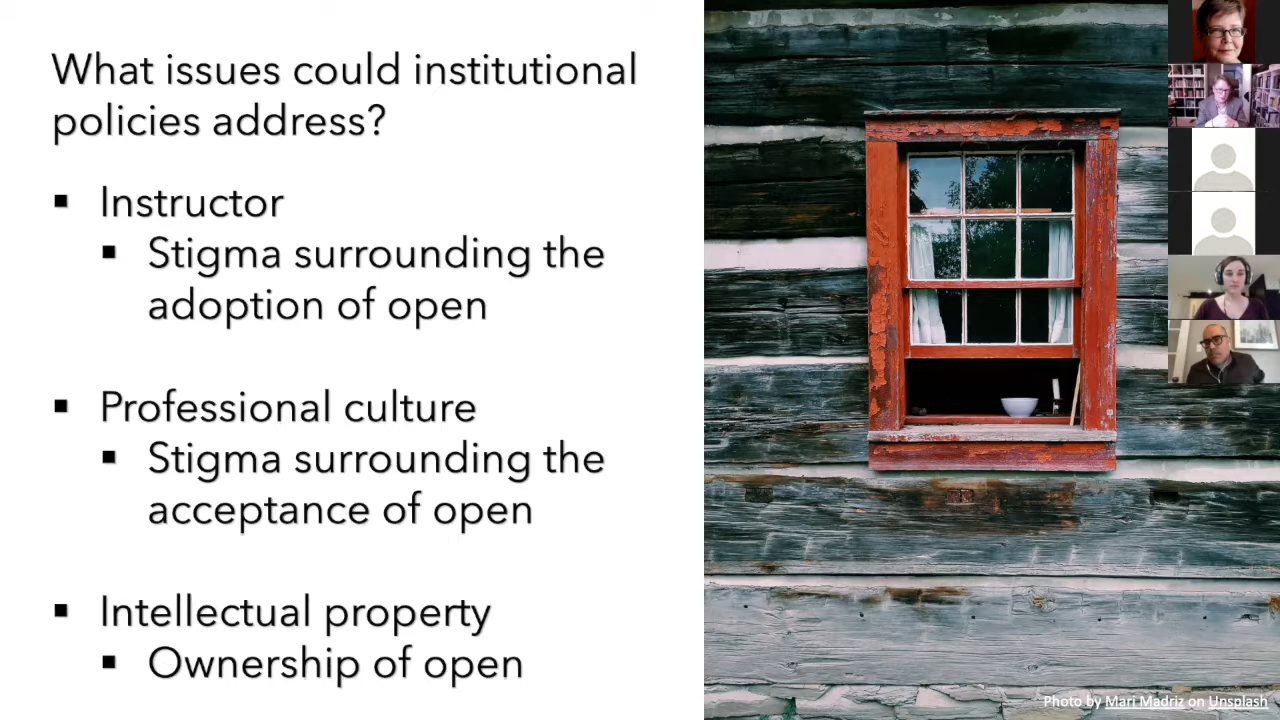 What issues could institutional
policies address?
▪ Instructor
▪ Stigma surrounding the
adoption of open
▪ Professional culture
▪ Stigma surrounding the
acceptance of open
▪ Intellectual property
▪ Ownership of open
Photo by Mari Madriz on Unsplash